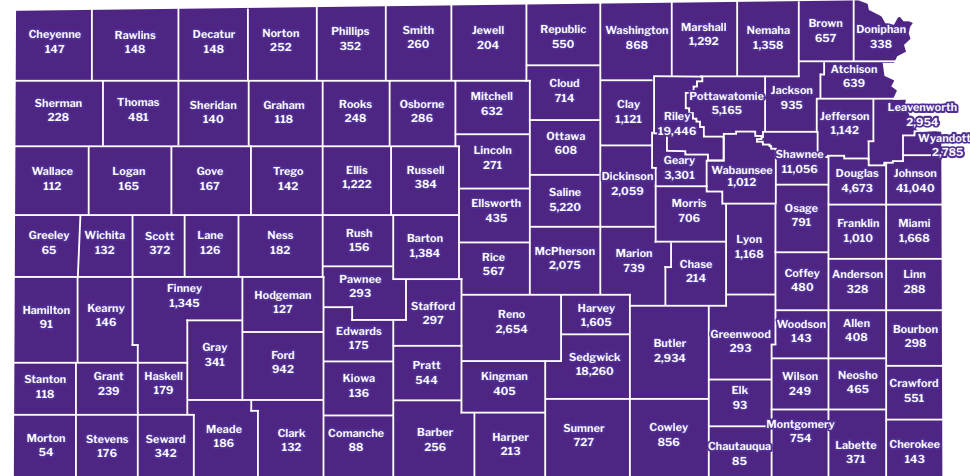 Cheyenne
147
Rawlins
148
Decatur
148
Norton
252
Phillips
352
Smith
260
Jewell
204
Republic
550
Washington
868
Marshall
1,292
Nemaha
1,358
Brown
657
Doniphan
338
Atchison
639
Sherman
228
Thomas
481
Sheridan
140
Graham
118
Rooks
248
Osborne
286
Mitchell
632
Cloud
714
Clay
1,121
Riley
19,446
Pottawatomie
5,165
Jackson
935
Jefferson
1,142
Leavenworth
2,954
Wyandott
2,785
Lincoln
271
Ottawa
608
Wallace
112
Logan
165
Gove
167
Trego
142
Ellis
1,222
Russell
384
Ellsworth
435
Saline
5,220
Dickinson
2,059
Geary
3,301
Wabaunsee
1,012
Shawnee
11,056
Douglas
4,673
Johnson
41,040
Morris
706
Osage
791
Franklin
1,010
Miami
1,668
Greeley
65
Wichita
132
Scott
372
Lane
126
Ness
182
Rush
156
Barton
1,384
Rice
567
McPherson
2,075
Marion
739
Chase
214
Lyon
1,168
Coffey
480
Anderson
328
Linn
288
Hamilton
91
Kearny
146
Finney
1,345
Hodgeman
127
Pawnee
293
Stafford
297
Edwards
175
Reno
2,654
Harvey
1,605
Butler
2,934
Greenwood
293
Woodson
143
Allen
408
Bourbon
298
Gray
341
Ford
942
Sedgwick
18,260
Stanton
118
Grant
239
Haskell
179
Kiowa
136
Pratt
544
Kingman
405
Elk
93
Wilson
249
Neosho
465
Crawford
551
Morton
54
Stevens
176
Seward
342
Meade
186
Clark
132
Comanche
88
Barber
256
Harper
213
Sumner
727
Cowley
856
Chautauqua
85
Montgomery
754
Labette
371
Cherokee
143